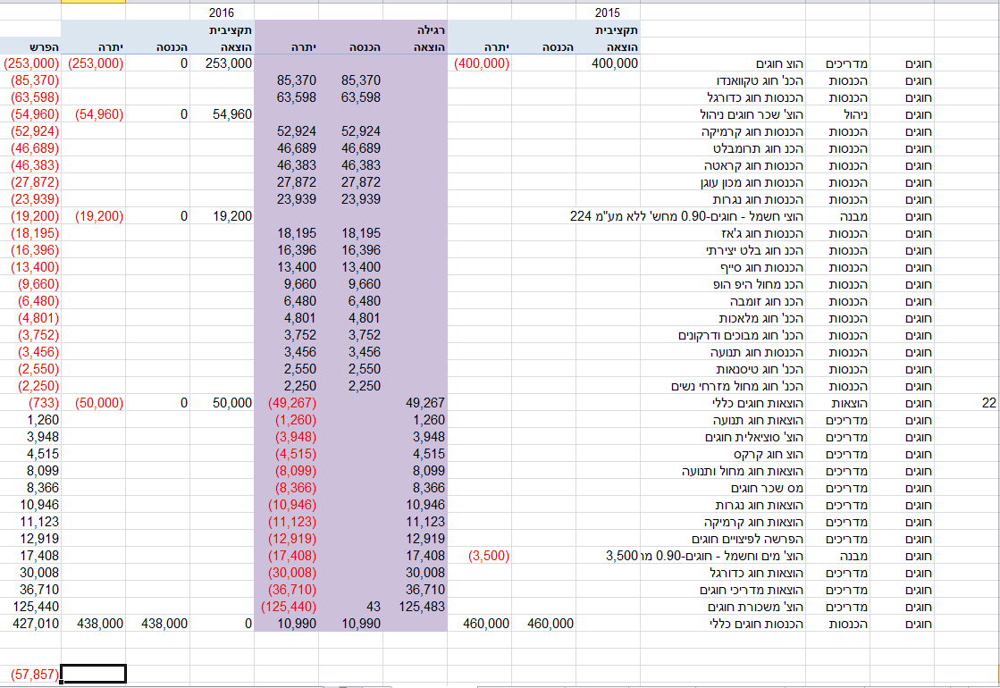 2015 2016
תקציבית רגילה תקציבית
הוצאה הכנסה יתרה הוצאה הכנסה יתרה הוצאה הכנסה יתרה הפרש
חוגים מדריכים הוצ חוגים 400,000 (400,000) 253,000 0 (253,000) (253,000)
חוגים הכנסות הכנ' חוג טקוואנדו 85,370 85,370 (85,370)
חוגים הכנסות הכנסות חוג כדורגל 63,598 63,598 (63,598)
חוגים ניהול הוצ' שכר חוגים ניהול 54,960 0 (54,960) (54,960)
חוגים הכנסות הכנסות חוג קרמיקה 52,924 52,924 (52,924)
חוגים הכנסות הכנ חוג תרומבלט 46,689 46,689 (46,689)
חוגים הכנסות הכנסות חוג קראטה 46,383 46,383 (46,383)
חוגים הכנסות הכנסות חוג מכון עוגן 27,872 27,872 (27,872)
חוגים הכנסות הכנסות חוג נגרות 23,939 23,939 (23,939)
חוגים מבנה הוצי חשמל - חוגים-0.90 מחש' ללא מע"מ 224 19,200 0 (19,200) (19,200)
חוגים הכנסות הכנסות חוג ג'אז 18,195 18,195 (18,195)
חוגים הכנסות הכנ חוג בלט יצירתי 16,396 16,396 (16,396)
חוגים הכנסות הכנסות חוג סייף 13,400 13,400 (13,400)
חוגים הכנסות הכנ מחול היפ הופ 9,660 9,660 (9,660)
חוגים הכנסות הכנ חוג זומבה 6,480 6,480 (6,480)
חוגים הכנסות הכנ' חוג מלאכות 4,801 4,801 (4,801)
חוגים הכנסות הכנ' חוג מבוכים ודרקונים 3,752 3,752 (3,752)
חוגים הכנסות הכנסות חוג תנועה 3,456 3,456 (3,456)
חוגים הכנסות הכנ' חוג טיסנאות 2,550 2,550 (2,550)
חוגים הכנסות הכנ' חוג מחול מזרחי נשים 2,250 2,250 (2,250)
22 חוגים הוצאות הוצאות חוגים כללי 49,267 (49,267) 50,000 0 (50,000) (733)
חוגים מדריכים הוצאות חוג תנועה 1,260 (1,260) 1,260
חוגים מדריכים הוצ' סוציאלית חוגים 3,948 (3,948) 3,948
חוגים מדריכים הוצ חוג קרקס 4,515 (4,515) 4,515
חוגים מדריכים הוצאות חוג מחול ותנועה 8,099 (8,099) 8,099
חוגים מדריכים מס שכר חוגים 8,366 (8,366) 8,366
חוגים מדריכים הוצאות חוג נגרות 10,946 (10,946) 10,946
חוגים מדריכים הוצאות חוג קרמיקה 11,123 (11,123) 11,123
חוגים מדריכים הפרשה לפיצויים חוגים 12,919 (12,919) 12,919
חוגים מבנה הוצ' מים וחשמל - חוגים-0.90 3,500 (3,500) 17,408 (17,408) 17,408
חוגים מדריכים הוצאות חוג כדורגל 30,008 (30,008) 30,008
חוגים מדריכים הוצאות מדריכי חוגים 36,710 (36,710) 36,710
חוגים מדריכים הוצ' משכורת חוגים 125,483 43 (125,440) 125,440
חוגים הכנסות הכנסות חוגים כללי 460,000 460,000 10,990 10,990 0 438,000 438,000 427,010
(57,857)